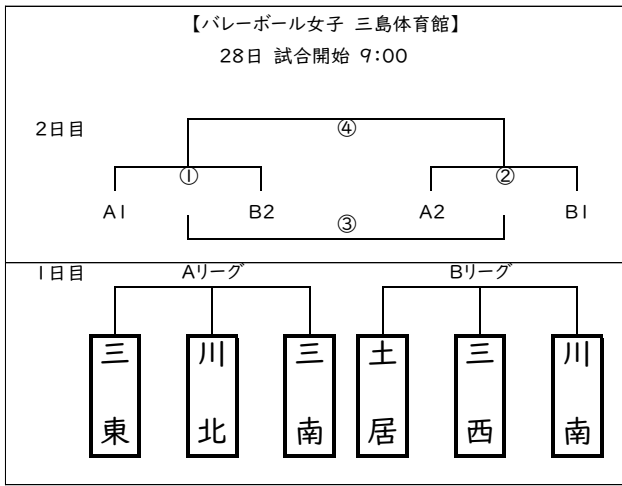 【バレーボール女子 三島体育館】
28日 試合開始 9:00
2日目
④
① ②
A1 B2 A2 B1
③
1日目 Aリーグ Bリーグ
三東 川北 三南 土居 三西 川南